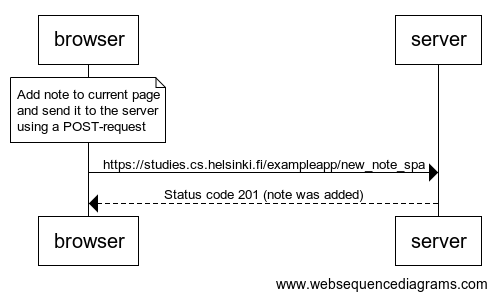 browser
server
Add note to current page
and send it to the server
using a POST-request
https://studies.cs.helsinki.fi/exampleapp/new_note_spa
Status code 201 (note was added)
browser
server
www.websequencediagrams.com